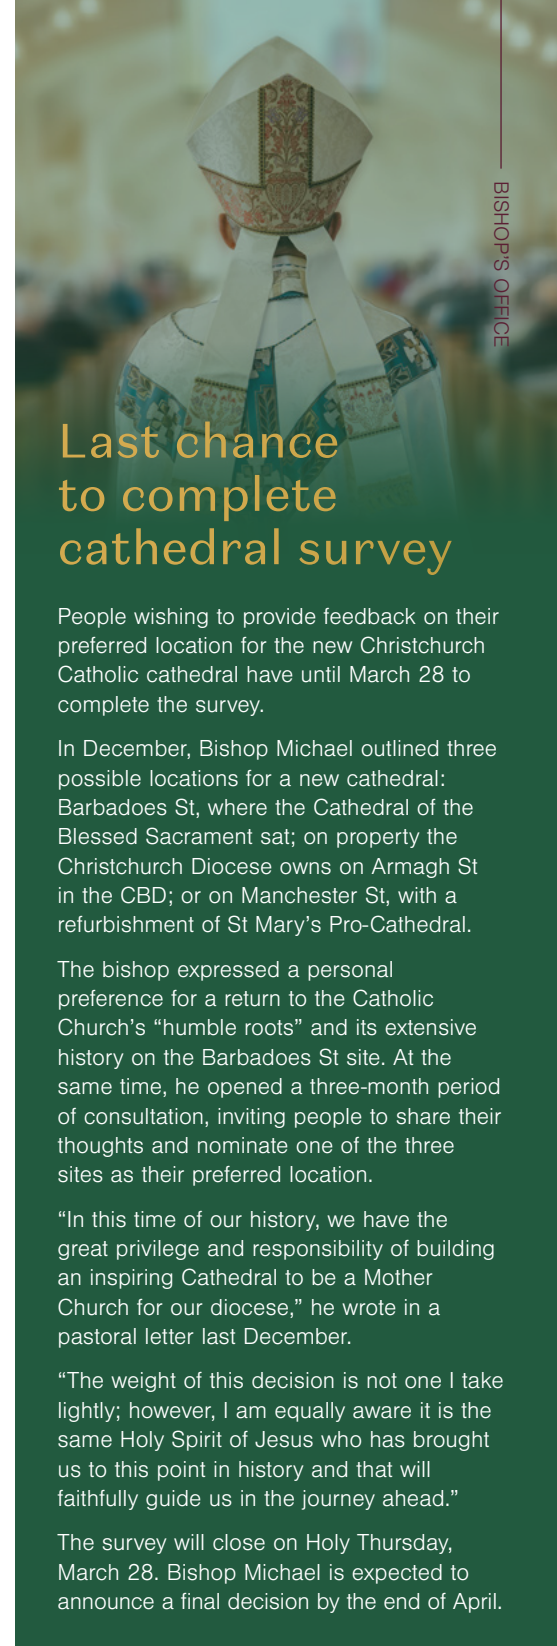 BISHOP'S OFFICE
Last chance
to complete
cathedral survey
People wishing to provide feedback on their
preferred location for the new Christchurch
Catholic cathedral have until March 28 to
complete the survey.
In December, Bishop Michael outlined three
possible locations for a new cathedral:
Barbadoes St, where the Cathedral of the
Blessed Sacrament sat; on property the
Christchurch Diocese owns on Armagh St
in the CBD; or on Manchester St, with a
refurbishment of St Mary's Pro-Cathedral.
The bishop expressed a personal
preference for a return to the Catholic
Church's “humble roots” and its extensive
history on the Barbadoes St site. At the
same time, he opened a three-month period
of consultation, inviting people to share their
thoughts and nominate one of the three
sites as their preferred location.
“In this time of our history, we have the
great privilege and responsibility of building
an inspiring Cathedral to be a Mother
Church for our diocese,” he wrote in a
pastoral letter last December.
“The weight of this decision is not one I take
lightly; however, I am equally aware it is the
same Holy Spirit of Jesus who has brought
us to this point in history and that will
faithfully guide us in the journey ahead.”
The survey will close on Holy Thursday,
March 28. Bishop Michael is expected to
announce a final decision by the end of April.